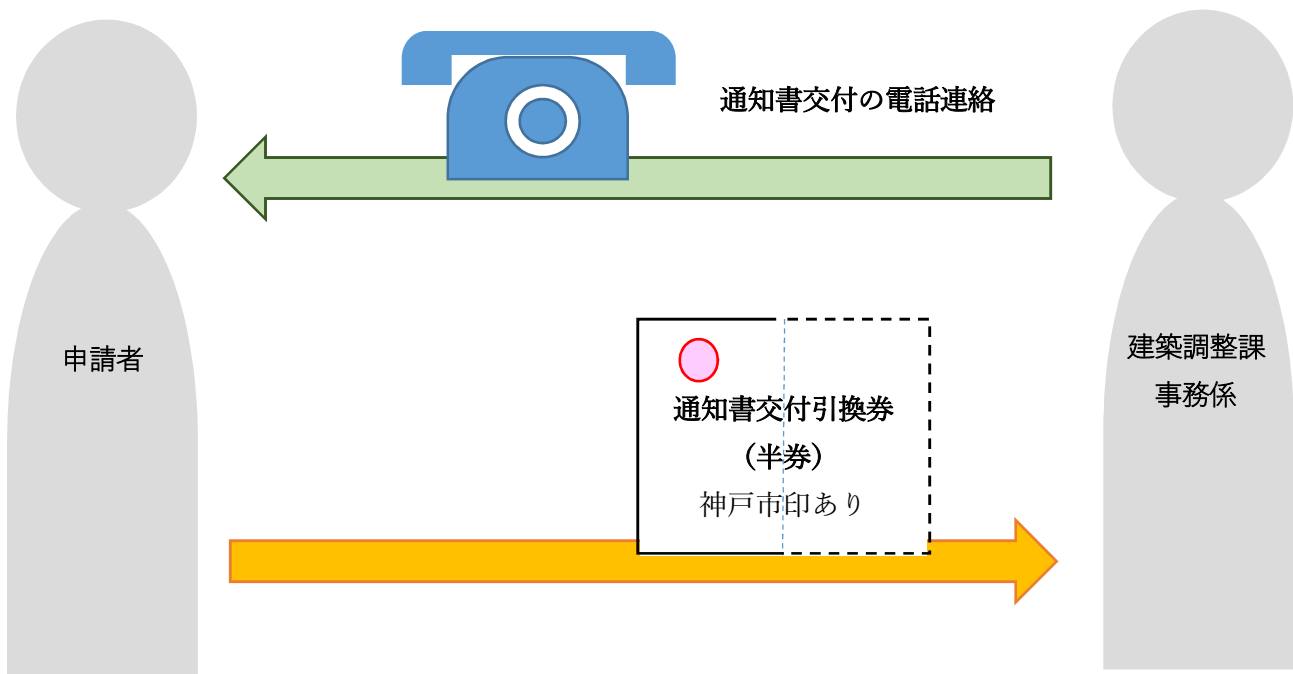 通知書交付の電話連絡
申請者
建築調整課
事務係
通知書交付引換券
（半券）
神戸市印あり